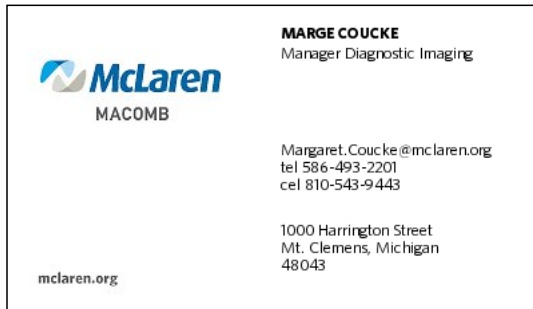 McLaren
MACOMB
mclaren.org
MARGE COUCKE
Manager Diagnostic Imaging
Margaret.Coucke@mclaren.org
tel 586-493-2201
cel 810-543-9443
1000 Harrington Street
Mt. Clemens, Michigan
48043